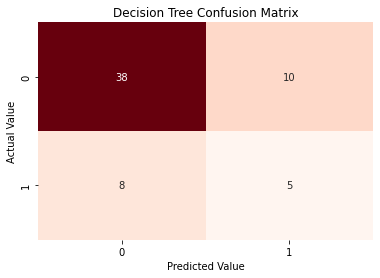 Decision Tree Confusion Matrix
Actual Value
0
38
10
1
8
5
0
1
Predicted Value